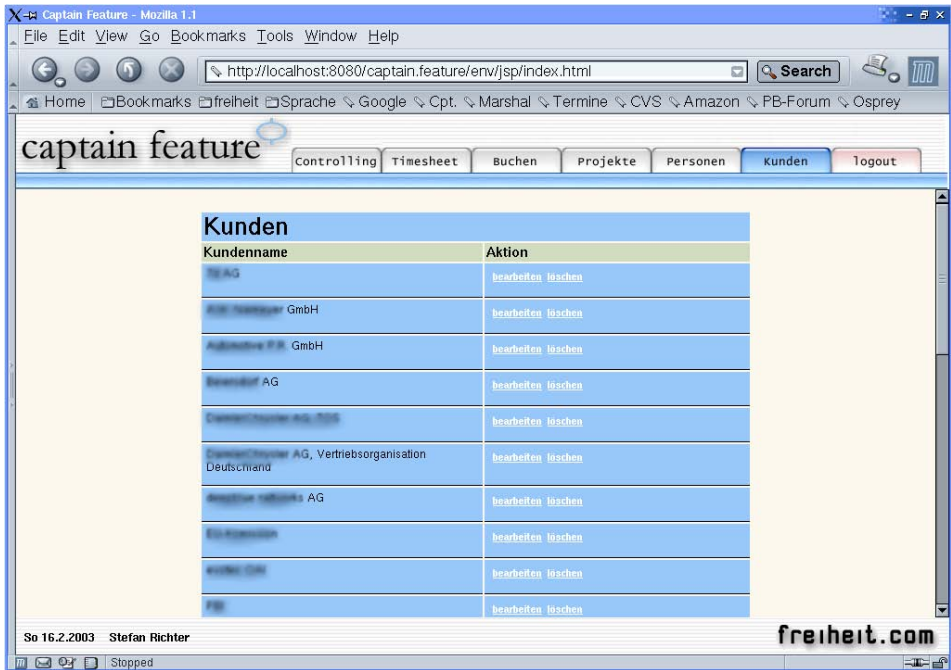 Captain Feature - Mozilla 1.1
File Edit View Go Bookmarks Tools Window Help
http://localhost:8080/captain.feature/env/jsp/index.html Search
Home Bookmarks freiheit Sprache Google Cpt. Marshal Termine CVS Amazon PB-Forum Osprey
captain feature
Controlling Timesheet Buchen Projekte Personen Kunden logout
Kunden
Kundenname Aktion
AG bearbeiten löschen
GmbH bearbeiten löschen
GmbH bearbeiten löschen
AG bearbeiten löschen
bearbeiten löschen
AG, Vertriebsorganisation bearbeiten löschen
Deutschland
AG bearbeiten löschen
bearbeiten löschen
bearbeiten löschen
bearbeiten löschen
So 16.2.2003 Stefan Richter freiheit.com
Stopped